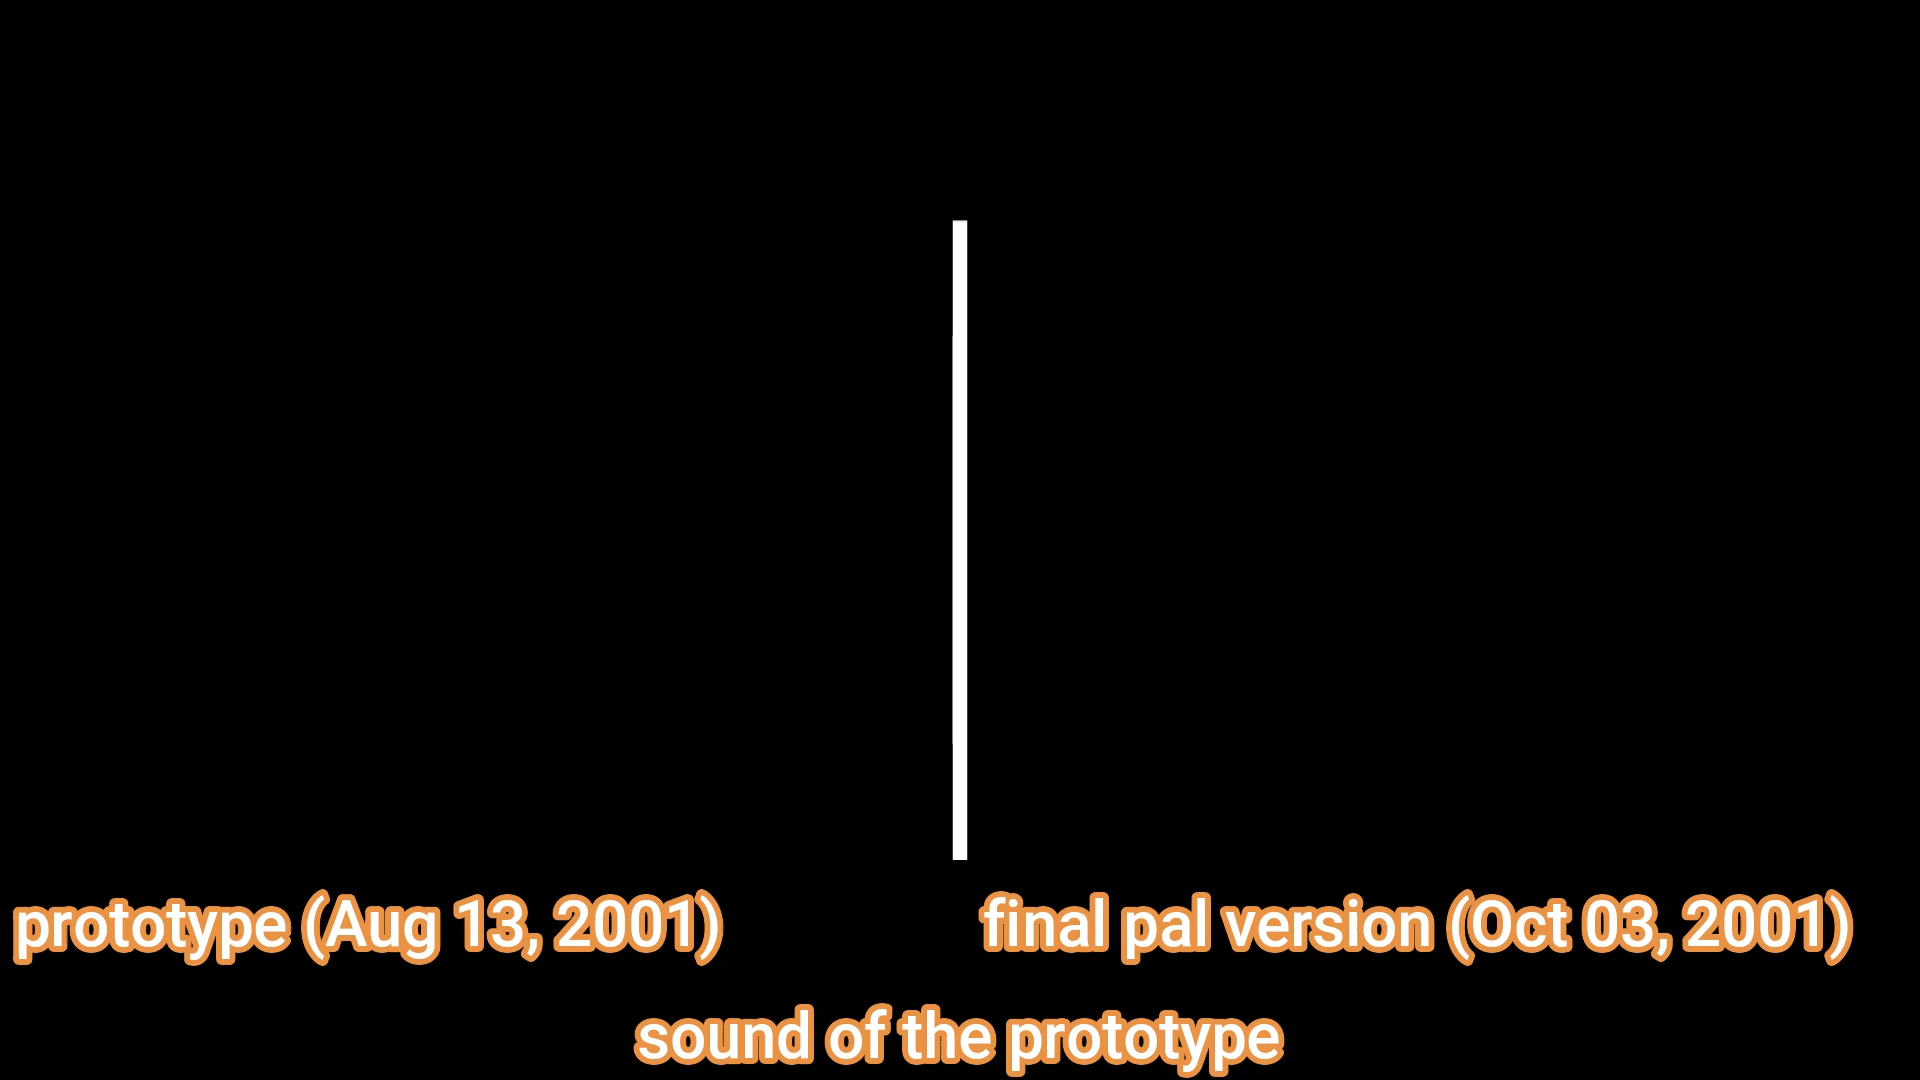 prototype (Aug 13, 2001)
final pal version (Oct 03, 2001)
sound of the prototype